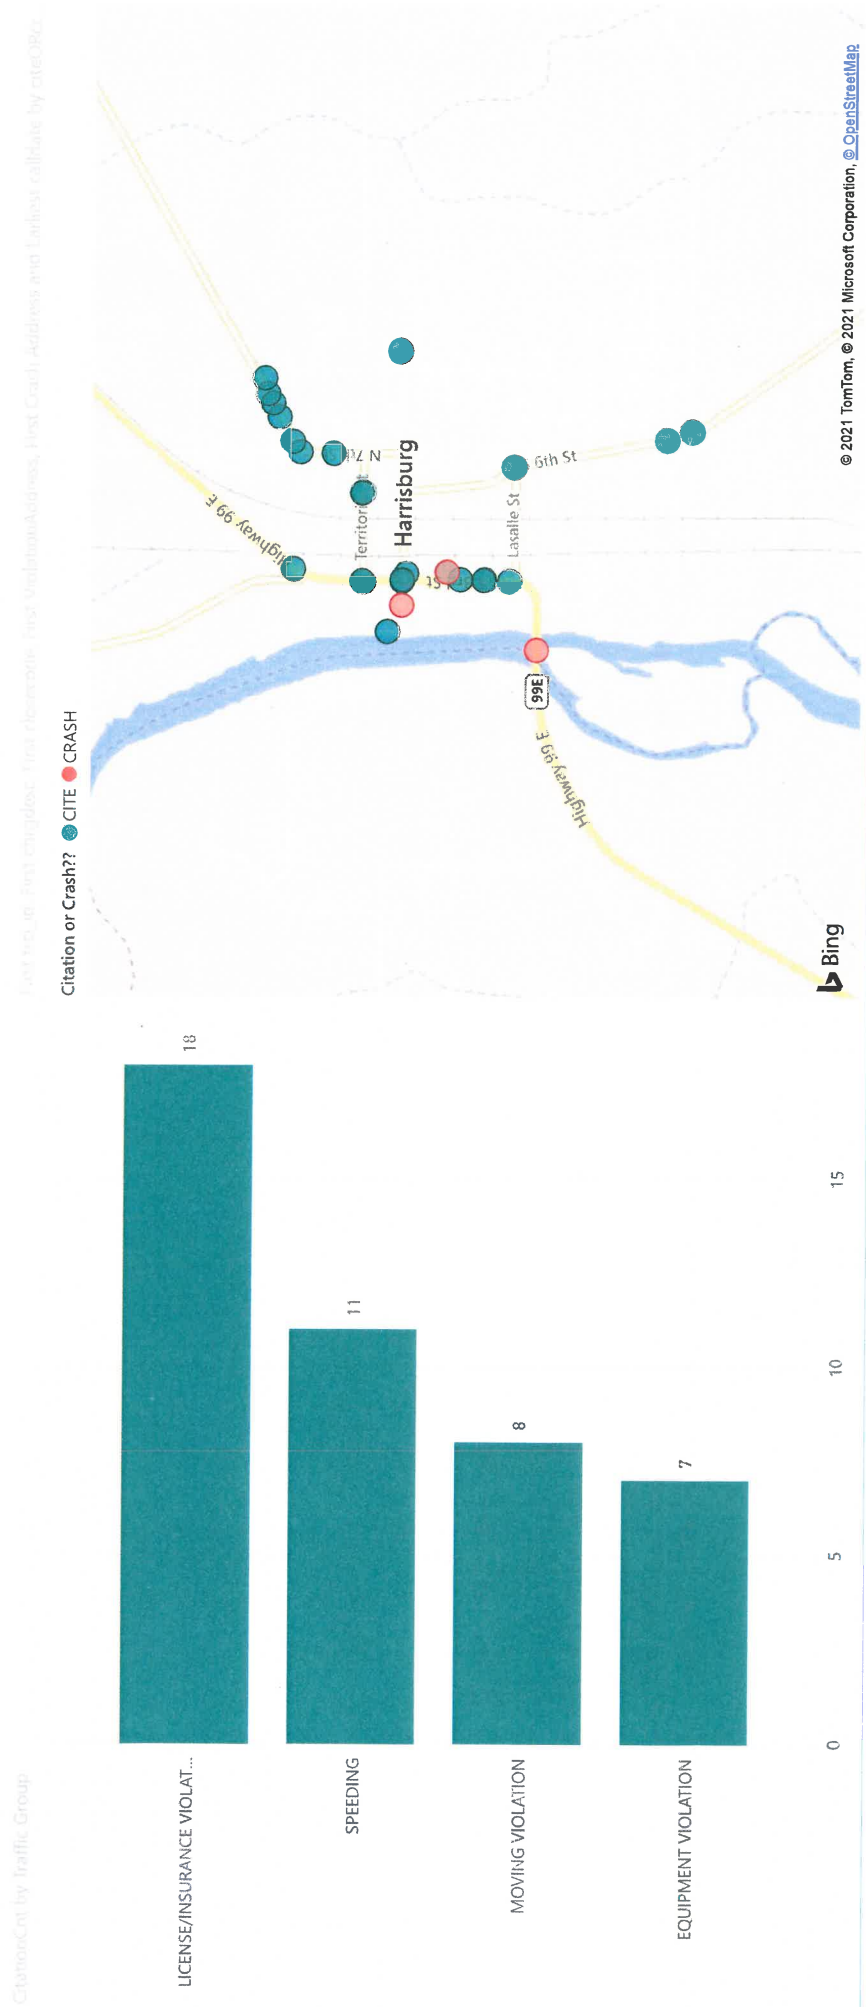 CitationCnt by Traffic Group
LICENSE/INSURANCE VIOLAT...
18
SPEEDING
11
MOVING VIOLATION
8
EQUIPMENT VIOLATION
7
0
5
10
15
Citation or Crash??
CITE
CRASH
Highway 99 E
N 7th
Territori
Harrisburg
Lasalle St
6th St
St
99E
Highway 99 E
Bing
© 2021 TomTom, © 2021 Microsoft Corporation, © OpenStreetMap